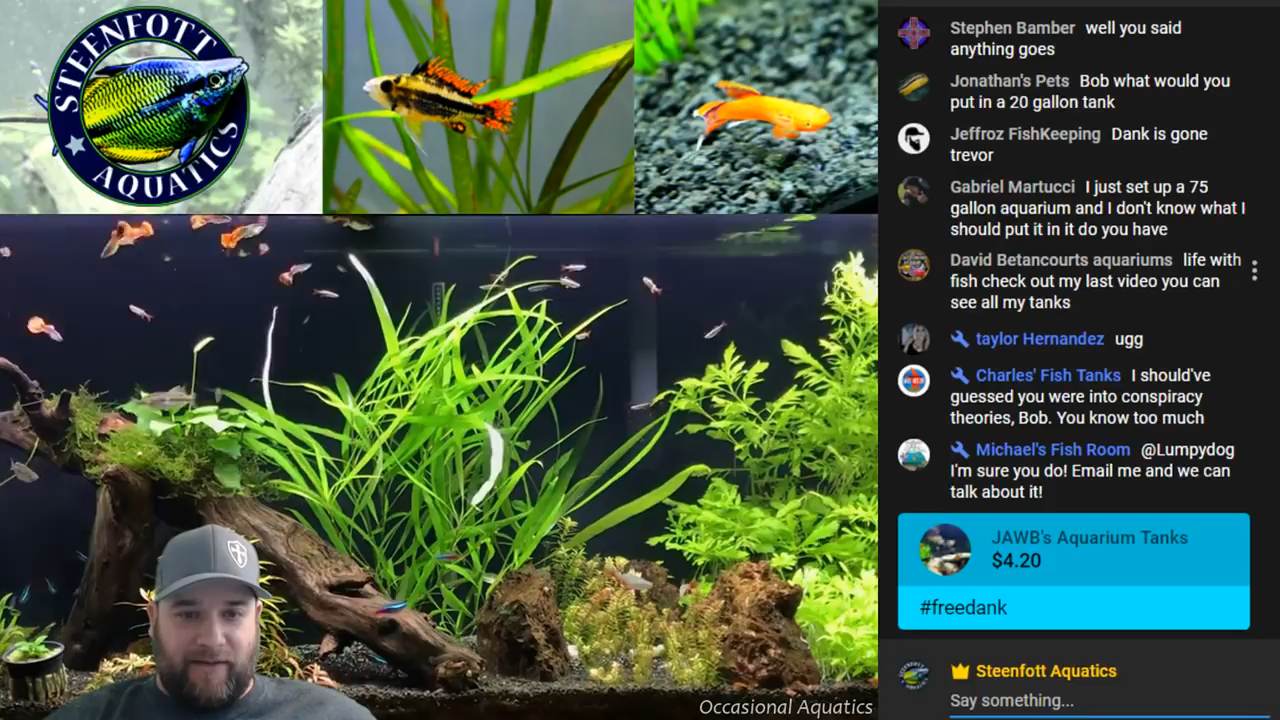 STEENFOTT
AQUATICS
Stephen Bamber well you said
anything goes
Jonathan's Pets Bob what would you
put in a 20 gallon tank
Jeffroz FishKeeping Dank is gone
trevor
Gabriel Martucci I just set up a 75
gallon aquarium and I don't know what I
should put it in it do you have
David Betancourts aquariums life with
fish check out my last video you can
see all my tanks
taylor Hernandez ugg
Charles' Fish Tanks I should've
guessed you were into conspiracy
theories, Bob. You know too much
Michael's Fish Room @Lumpydog
I'm sure you do! Email me and we can
talk about it!
JAWB's Aquarium Tanks
$4.20
#freedank
Steenfott Aquatics
Say something...
Occasional Aquatics